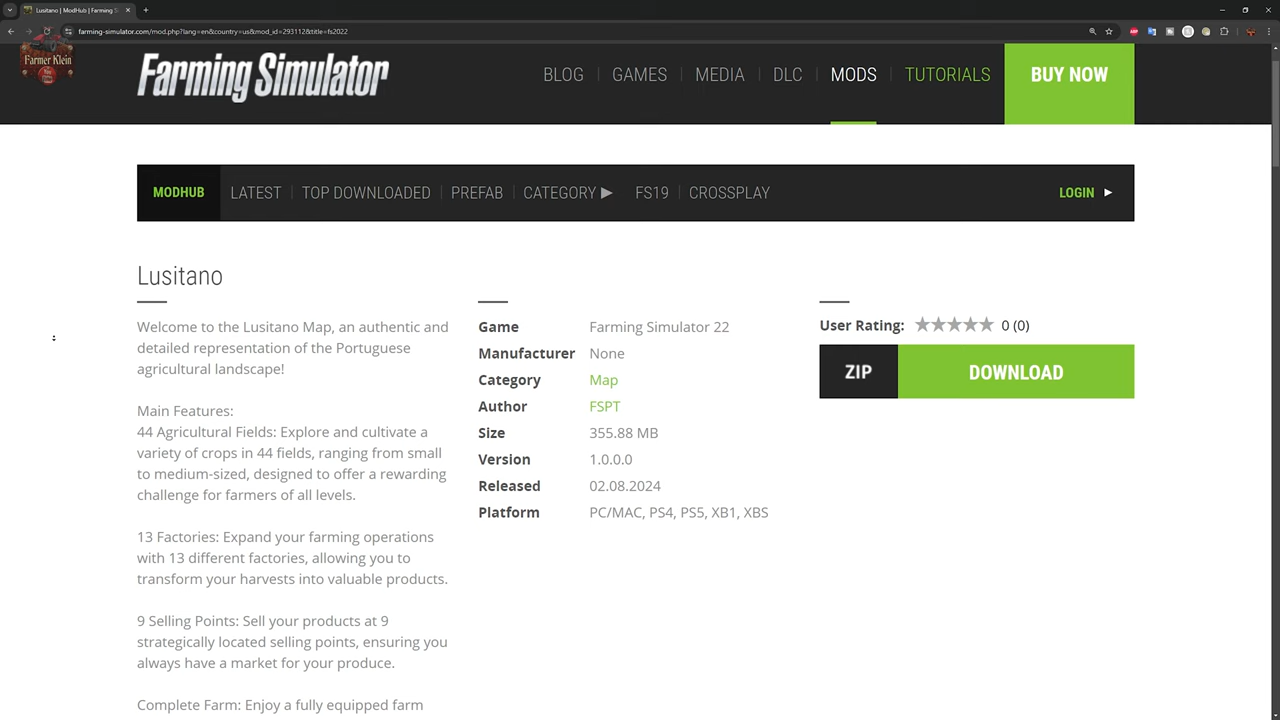 Lusitano | ModHub | Farming S
farming-simulator.com/mod.php?lang=en&country=us&mod_id=293112&title=fs2022
Farmer Klein
Farming Simulator
BLOG
GAMES
MEDIA
DLC
MODS
TUTORIALS
BUY NOW
MODHUB
LATEST
TOP DOWNLOADED
PREFAB
CATEGORY ▶
FS19
CROSSPLAY
LOGIN ►
Lusitano
Welcome to the Lusitano Map, an authentic and
detailed representation of the Portuguese
agricultural landscape!
Main Features:
44 Agricultural Fields: Explore and cultivate a
variety of crops in 44 fields, ranging from small
to medium-sized, designed to offer a rewarding
challenge for farmers of all levels.
13 Factories: Expand your farming operations
with 13 different factories, allowing you to
transform your harvests into valuable products.
9 Selling Points: Sell your products at 9
strategically located selling points, ensuring you
always have a market for your produce.
Complete Farm: Enjoy a fully equipped farm
Game Farming Simulator 22
Manufacturer None
Category Map
Author FSPT
Size 355.88 MB
Version 1.0.0.0
Released 02.08.2024
Platform PC/MAC, PS4, PS5, XB1, XBS
User Rating: 0 (0)
ZIP DOWNLOAD